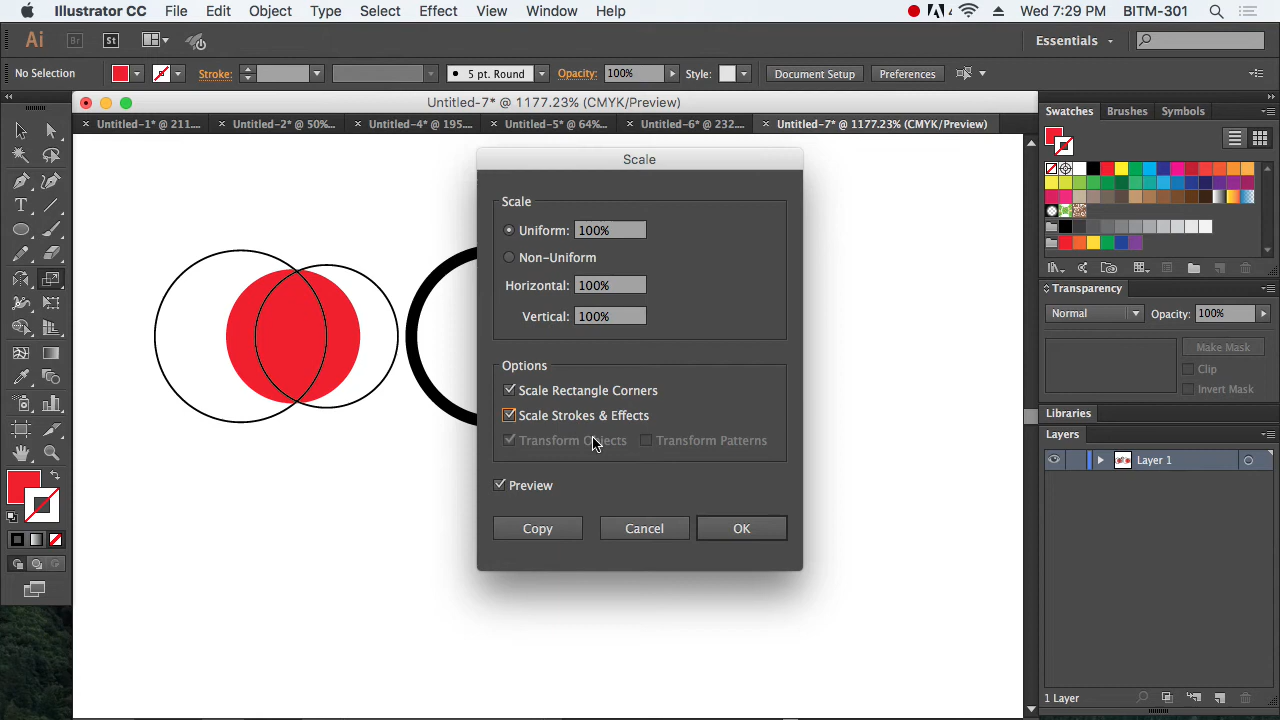 Illustrator CC File Edit Object Type Select Effect View Window Help Wed 7:29 PM BITM-301
Ai Br St Essentials
No Selection Stroke: 5 pt. Round Opacity: 100% Style: Document Setup Preferences
Untitled-7* @ 1177.23% (CMYK/Preview)
Untitled-1* @ 211.... Untitled-2* @ 50%... Untitled-4* @ 195.... Untitled-5* @ 64%... Untitled-6* @ 232.... Untitled-7* @ 1177.23% (CMYK/Preview)
Swatches Brushes Symbols
Scale
Scale
Uniform: 100%
Non-Uniform
Horizontal: 100%
Vertical: 100%
Options
Scale Rectangle Corners
Scale Strokes & Effects
Transform Objects Transform Patterns
Preview
Copy Cancel OK
Transparency
Normal Opacity: 100%
Make Mask
Clip
Invert Mask
Libraries
Layers
Layer 1
1 Layer